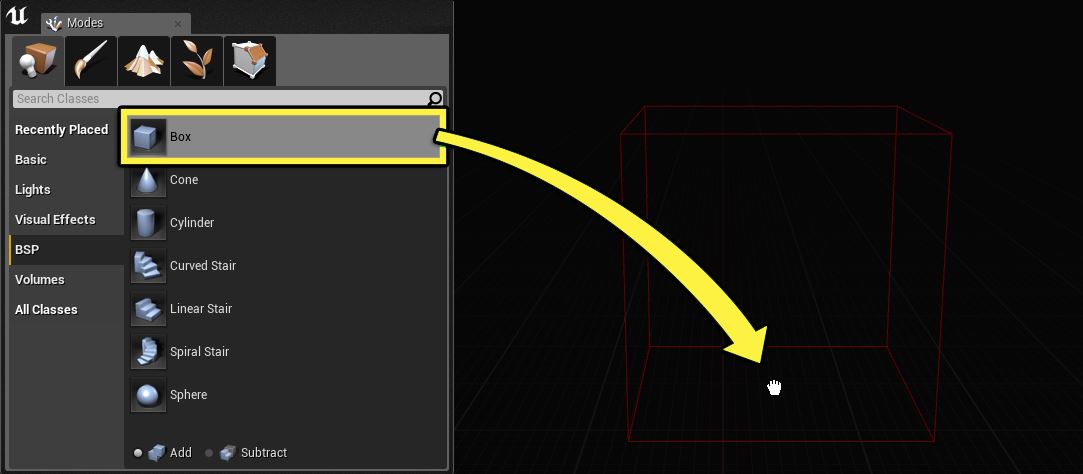 Modes
Search Classes
Recently Placed
Basic
Lights
Visual Effects
BSP
Volumes
All Classes
Box
Cone
Cylinder
Curved Stair
Linear Stair
Spiral Stair
Sphere
Add
Subtract